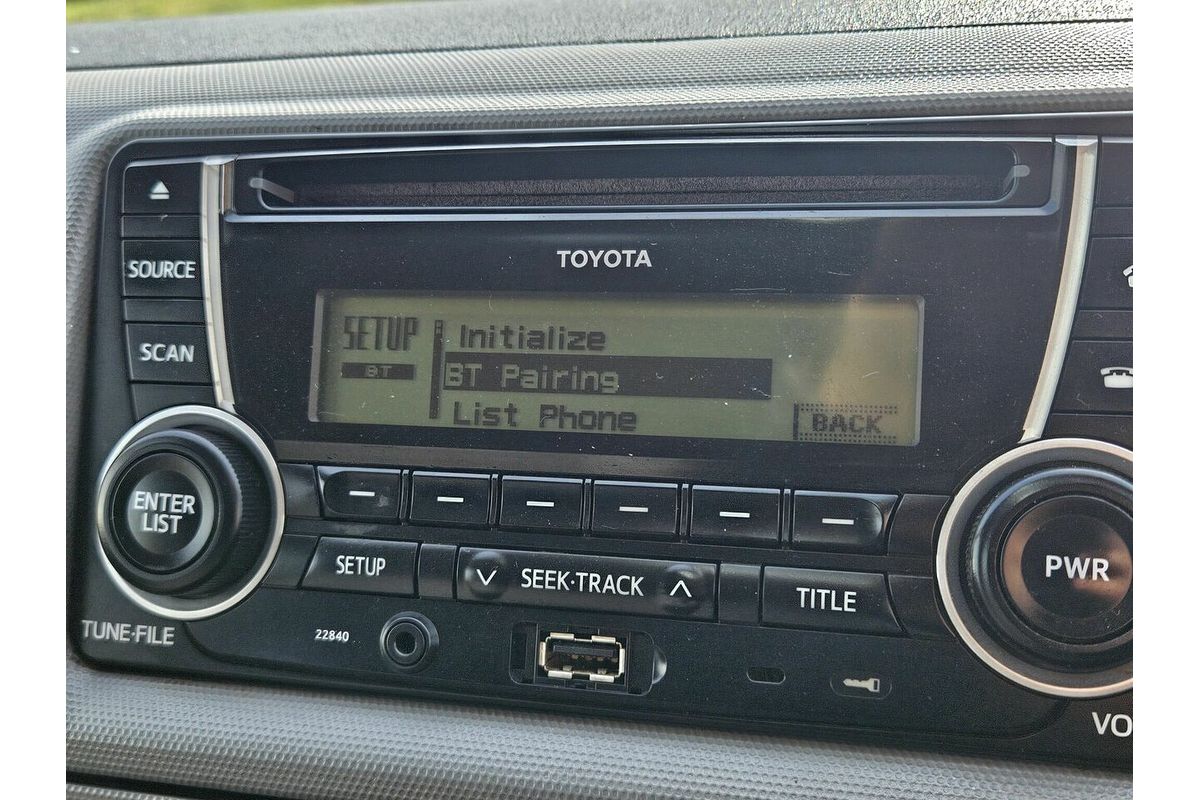 TOYOTA
SOURCE
SCAN
SETUP
BT
Initialize
BT Pairing
List Phone
BACK
ENTER
LIST
SETUP
SEEK·TRACK
TITLE
PWR
TUNE·FILE
22840
VO